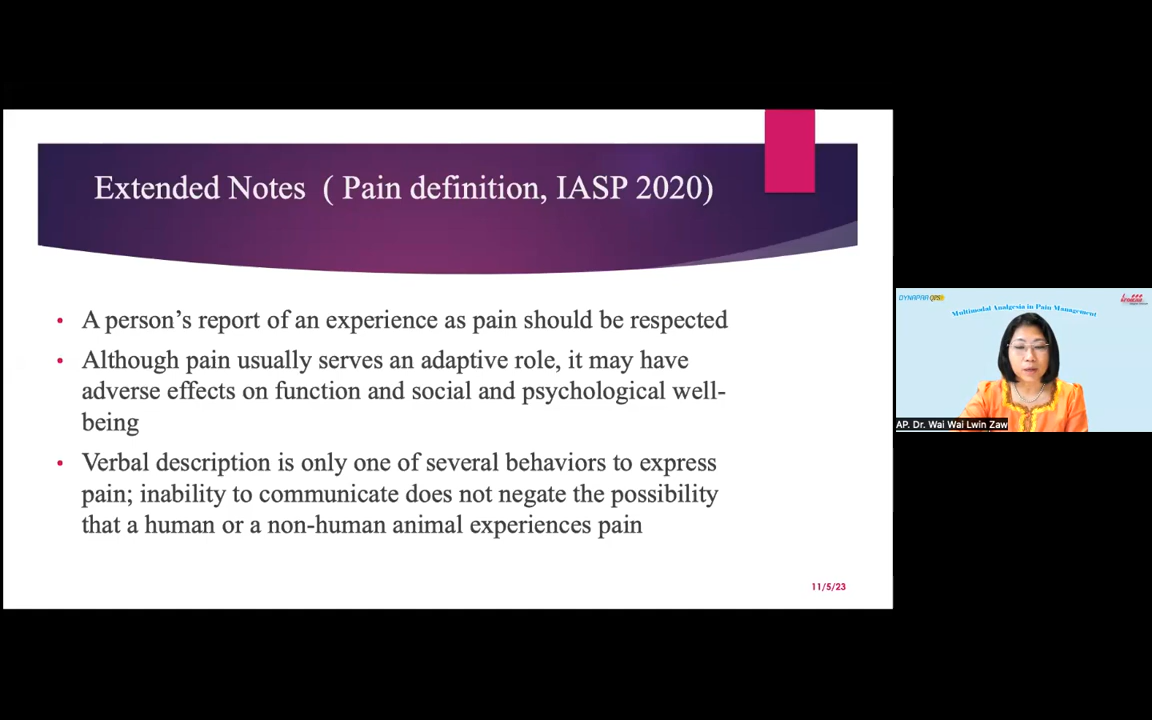 Extended Notes ( Pain definition, IASP 2020)
• A person’s report of an experience as pain should be respected
• Although pain usually serves an adaptive role, it may have
adverse effects on function and social and psychological well-
being
• Verbal description is only one of several behaviors to express
pain; inability to communicate does not negate the possibility
that a human or a non-human animal experiences pain
11/5/23
DYNAPAR QPS
Multimodal Analgesia in Pain Management
AP. Dr. Wai Wai Lwin Zaw